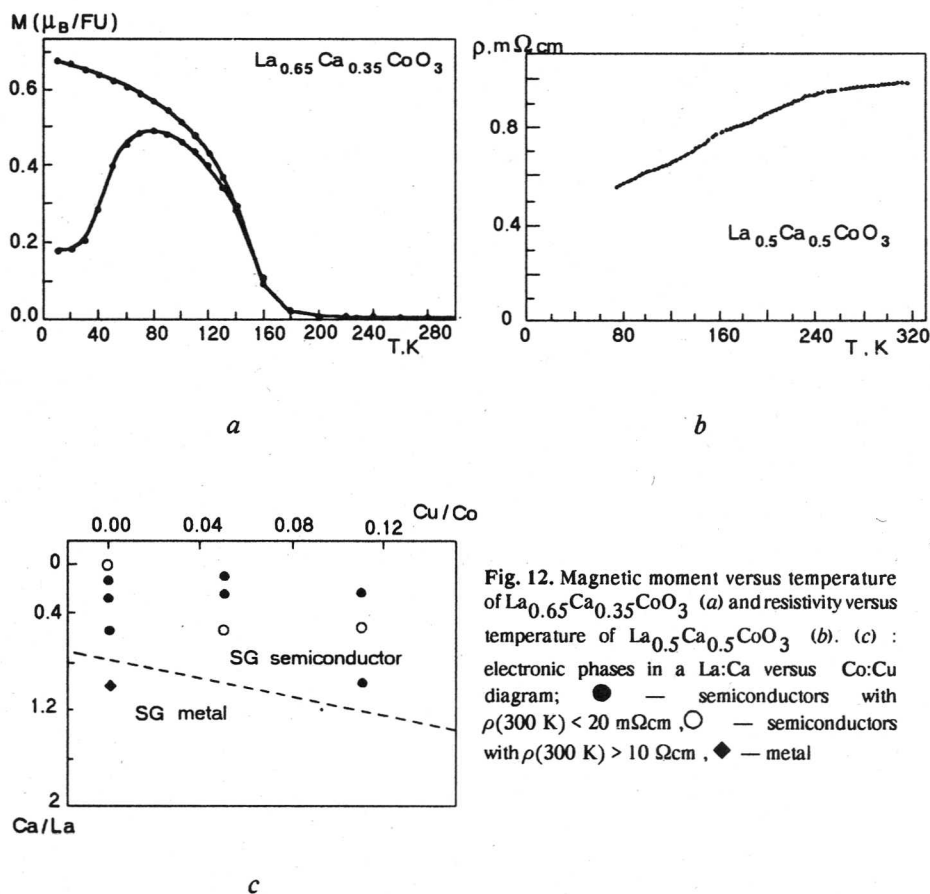 M (μB/FU)
La0.65Ca0.35CoO3
0.6
0.4
0.2
0.0
0 40 80 120 160 200 240 280
T.K
a
ρ,mΩcm
0.8
0.4
0
La0.5Ca0.5CoO3
80 160 240 320
T , K
b
Cu/Co
0.00 0.04 0.08 0.12
0
0.4
1.2
2
SG semiconductor
SG metal
Ca/La
c
Fig. 12. Magnetic moment versus temperature
of La0.65Ca0.35CoO3 (a) and resistivity versus
temperature of La0.5Ca0.5CoO3 (b). (c) :
electronic phases in a La:Ca versus Co:Cu
diagram; ● — semiconductors with
ρ(300 K) < 20 mΩcm ,○ — semiconductors
with ρ(300 K) > 10 Ωcm , ◆ — metal